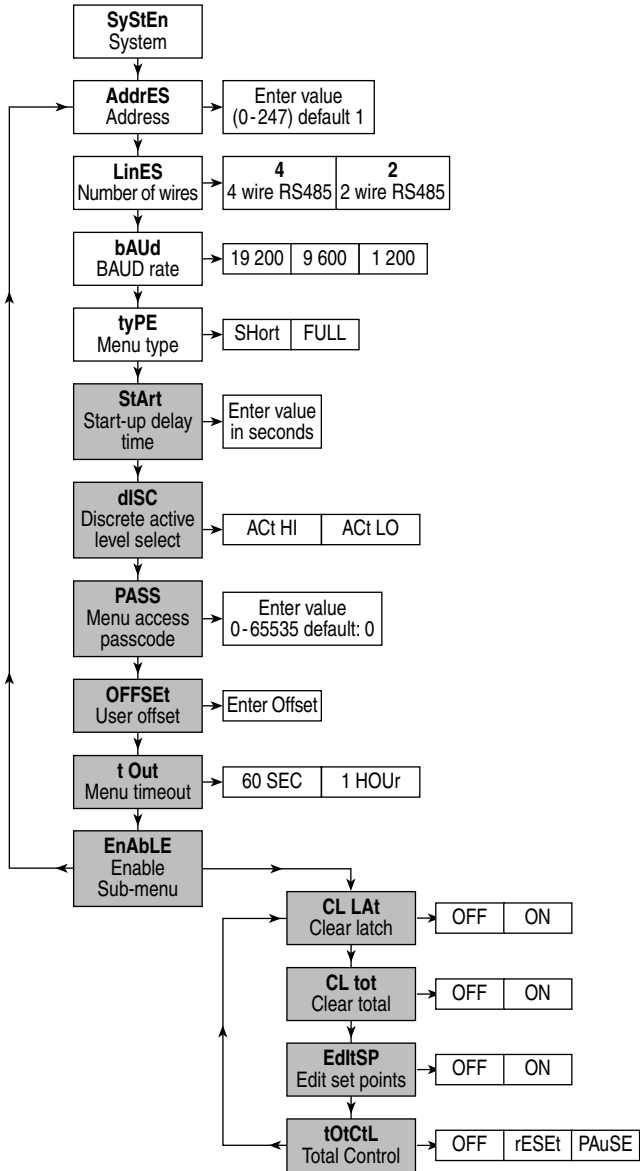 SyStEn
System
AddrES
Address
Enter value
(0-247) default 1
LinES
Number of wires
4
4 wire RS485
2
2 wire RS485
bAUd
BAUD rate
19 200
9 600
1 200
tyPE
Menu type
SHort
FULL
StArt
Start-up delay
time
Enter value
in seconds
dISC
Discrete active
level select
ACt HI
ACt LO
PASS
Menu access
passcode
Enter value
0-65535 default: 0
OFFSEt
User offset
Enter Offset
t Out
Menu timeout
60 SEC
1 HOUr
EnAbLE
Enable
Sub-menu
CL LAt
Clear latch
OFF
ON
CL tot
Clear total
OFF
ON
EdItSP
Edit set points
OFF
ON
tOtCtL
Total Control
OFF
rESEt
PAuSE